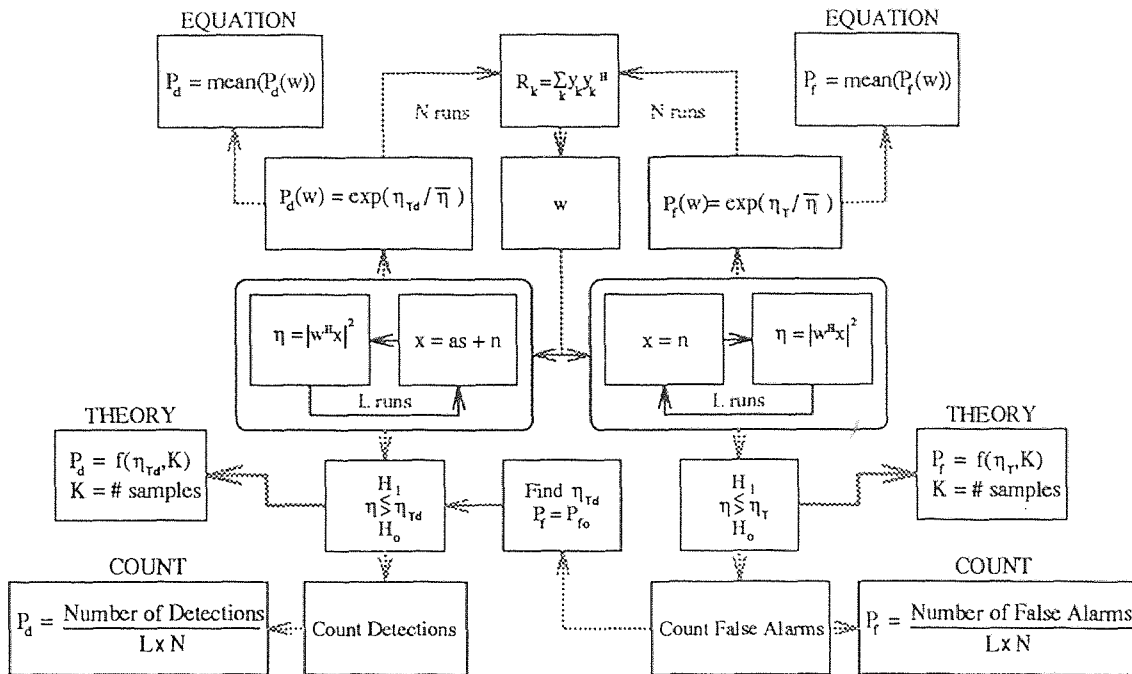 EQUATION
P_d = mean(P_d(w))
R_k = Σ_k y_k y_k^H
EQUATION
P_f = mean(P_f(w))
N runs
N runs
P_d(w) = exp(η_Td / η̄)
w
P_f(w) = exp(η_T / η̄)
η = |w^H x|^2
x = as + n
L runs
x = n
η = |w^H x|^2
L runs
THEORY
P_d = f(η_Td, K)
K = # samples
H_1
η ≶ η_Td
H_o
Find η_Td
P_f = P_fo
H_1
η ≶ η_T
H_o
THEORY
P_f = f(η_T, K)
K = # samples
COUNT
P_d = Number of Detections
L x N
Count Detections
Count False Alarms
COUNT
P_f = Number of False Alarms
L x N